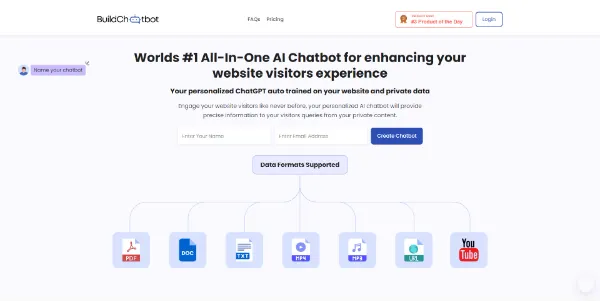 BuildChatbot
FAQs Pricing
#5 Product of the Day
Login
Name your chatbot
Worlds #1 All-In-One AI Chatbot for enhancing your
website visitors experience
Your personalized ChatGPT auto trained on your website and private data
Engage your website visitors like never before, your personalized AI chatbot will provide
precise information to your visitors queries from your private content.
Enter Your Name
Enter Email Address
Create Chatbot
Data Formats Supported
PDF
DOC
TXT
MP4
MP3
URL
You
Tube